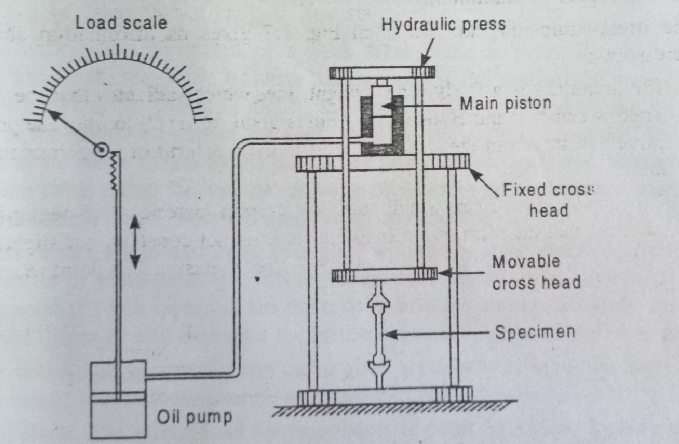 Load scale
Hydraulic press
Main piston
Fixed cross
head
Movable
cross head
Specimen
Oil pump